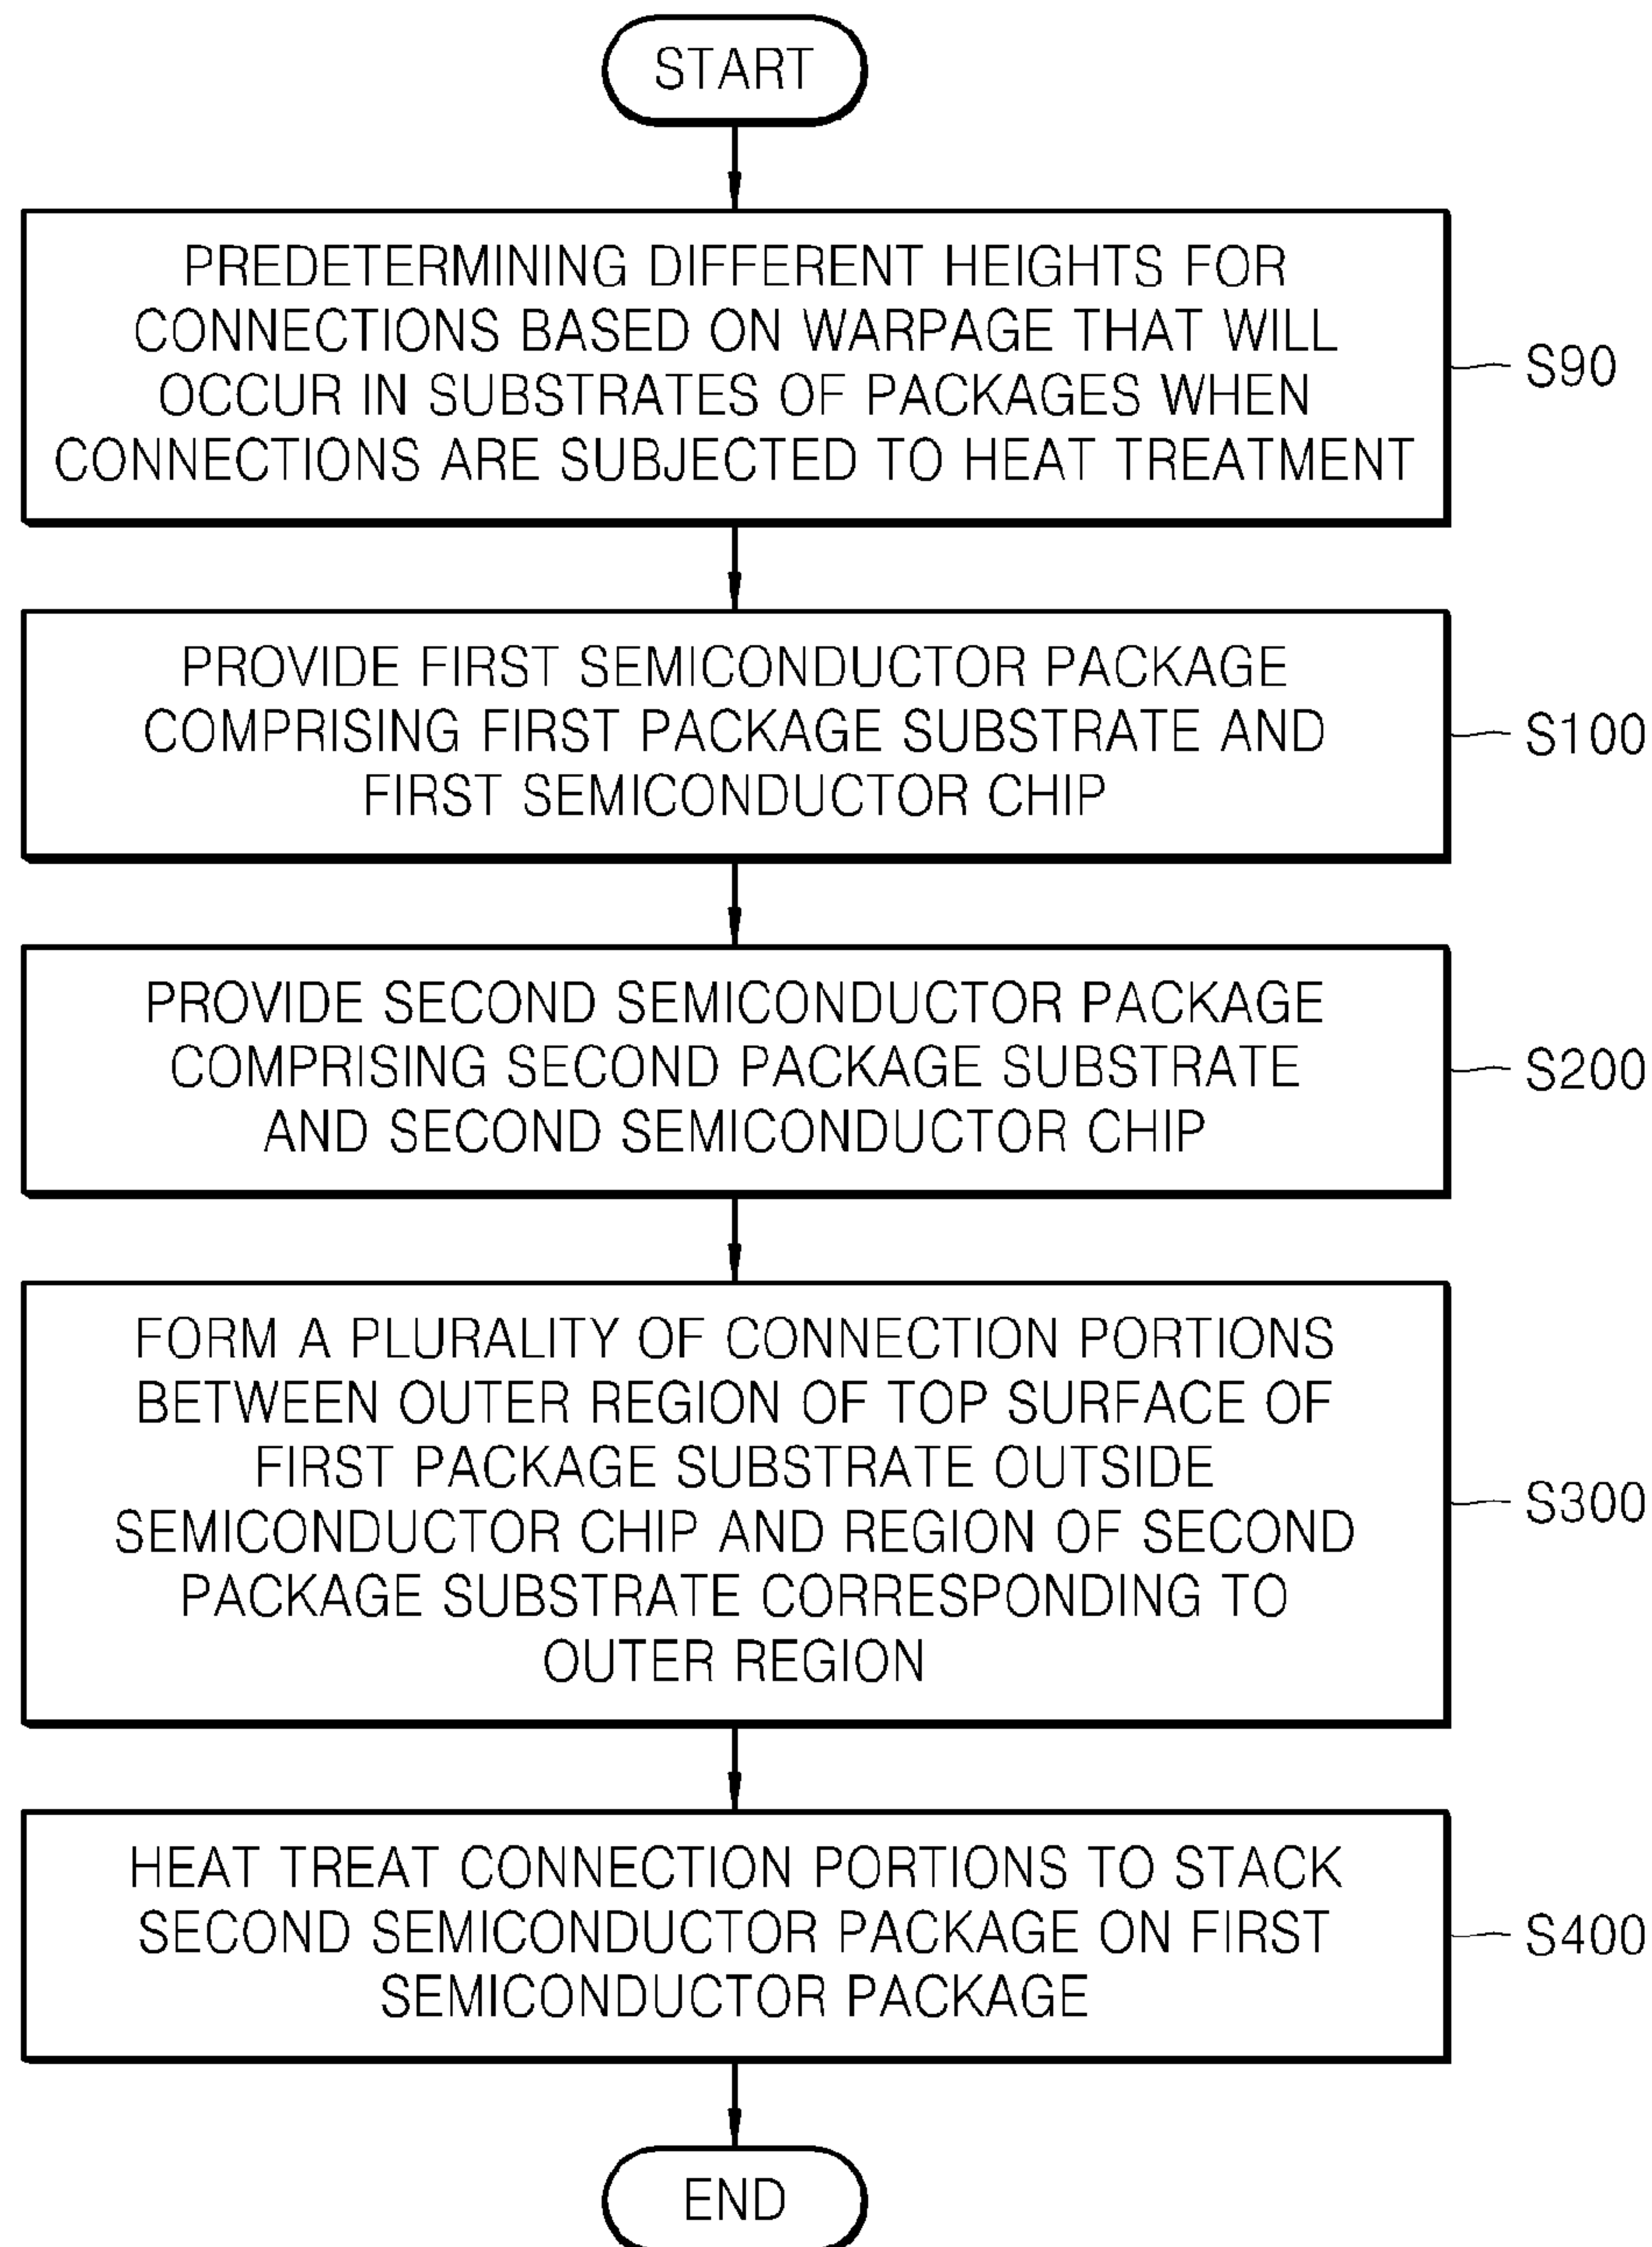 START
PREDETERMINING DIFFERENT HEIGHTS FOR
CONNECTIONS BASED ON WARPAGE THAT WILL
OCCUR IN SUBSTRATES OF PACKAGES WHEN
CONNECTIONS ARE SUBJECTED TO HEAT TREATMENT
S90
PROVIDE FIRST SEMICONDUCTOR PACKAGE
COMPRISING FIRST PACKAGE SUBSTRATE AND
FIRST SEMICONDUCTOR CHIP
S100
PROVIDE SECOND SEMICONDUCTOR PACKAGE
COMPRISING SECOND PACKAGE SUBSTRATE
AND SECOND SEMICONDUCTOR CHIP
S200
FORM A PLURALITY OF CONNECTION PORTIONS
BETWEEN OUTER REGION OF TOP SURFACE OF
FIRST PACKAGE SUBSTRATE OUTSIDE
SEMICONDUCTOR CHIP AND REGION OF SECOND
PACKAGE SUBSTRATE CORRESPONDING TO
OUTER REGION
S300
HEAT TREAT CONNECTION PORTIONS TO STACK
SECOND SEMICONDUCTOR PACKAGE ON FIRST
SEMICONDUCTOR PACKAGE
S400
END